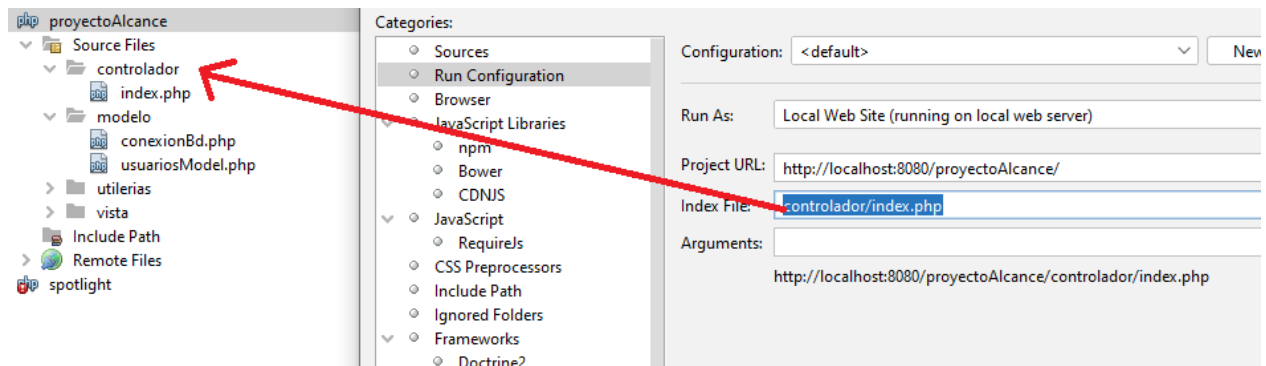 proyectoAlcance
Source Files
controlador
index.php
modelo
conexionBd.php
usuariosModel.php
utilerias
vista
Include Path
Remote Files
spotlight
Categories:
Sources
Run Configuration
Browser
JavaScript Libraries
npm
Bower
CDNJS
JavaScript
RequireJs
CSS Preprocessors
Include Path
Ignored Folders
Frameworks
Doctrine2
Configuration: <default> New
Run As: Local Web Site (running on local web server)
Project URL: http://localhost:8080/proyectoAlcance/
Index File: controlador/index.php
Arguments:
http://localhost:8080/proyectoAlcance/controlador/index.php